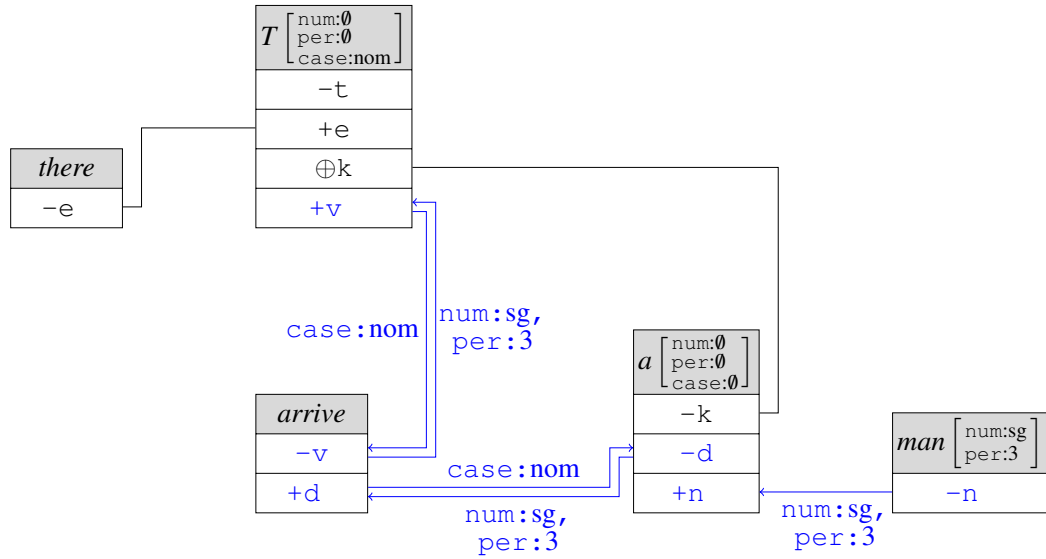 T [num:∅
per:∅
case:nom]
−t
+e
⊕k
+v
there
−e
case:nom
num:sg,
per:3
a [num:∅
per:∅
case:∅]
−k
−d
+n
arrive
−v
+d
case:nom
num:sg,
per:3
man [num:sg
per:3]
−n
num:sg,
per:3